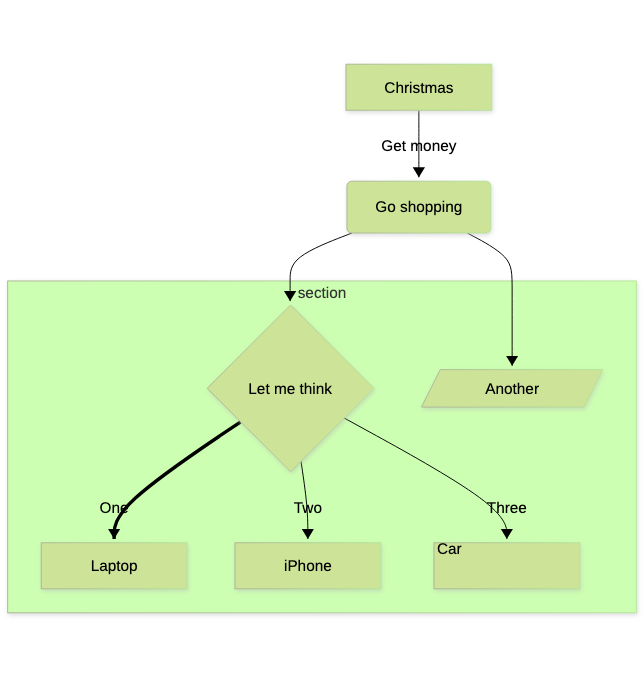 Christmas
Get money
Go shopping
section
Let me think
Another
One
Two
Three
Laptop
iPhone
Car